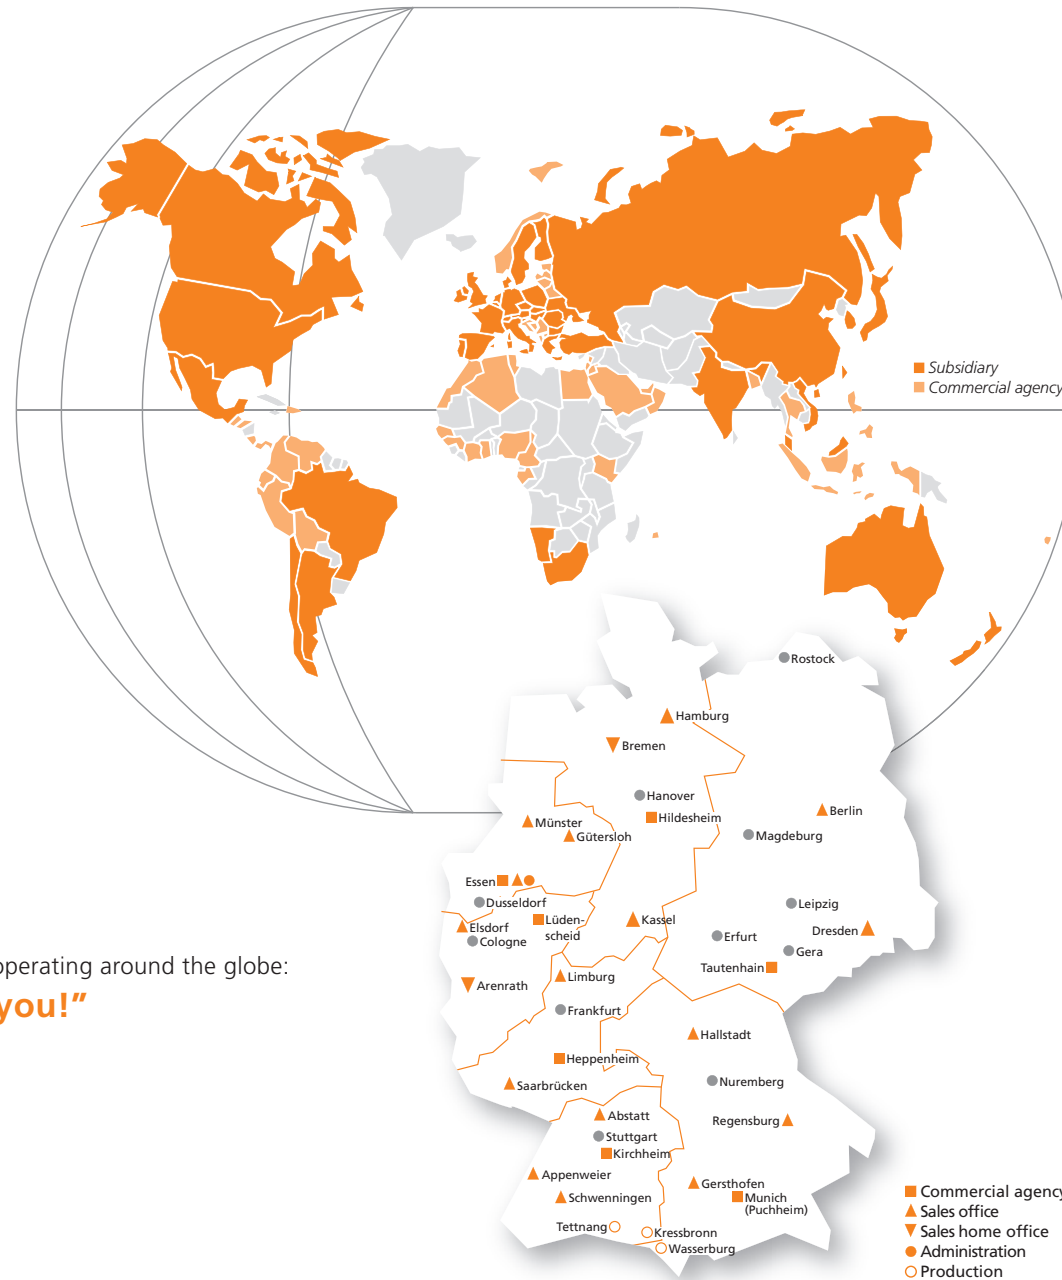 Subsidiary
Commercial agency
Rostock
Hamburg
Bremen
Hanover
Hildesheim
Berlin
Münster
Gütersloh
Magdeburg
Essen
Dusseldorf
Leipzig
Elsdorf
Lüden-
scheid
Kassel
Dresden
Cologne
Erfurt
Gera
operating around the globe:
Tautenhain
Limburg
Arenrath
you!”
Frankfurt
Hallstadt
Heppenheim
Saarbrücken
Nuremberg
Abstatt
Regensburg
Stuttgart
Kirchheim
Appenweier
Gersthofen
Schwenningen
Munich
(Puchheim)
Tettnang
Kressbronn
Wasserburg
Commercial agency
Sales office
Sales home office
Administration
Production